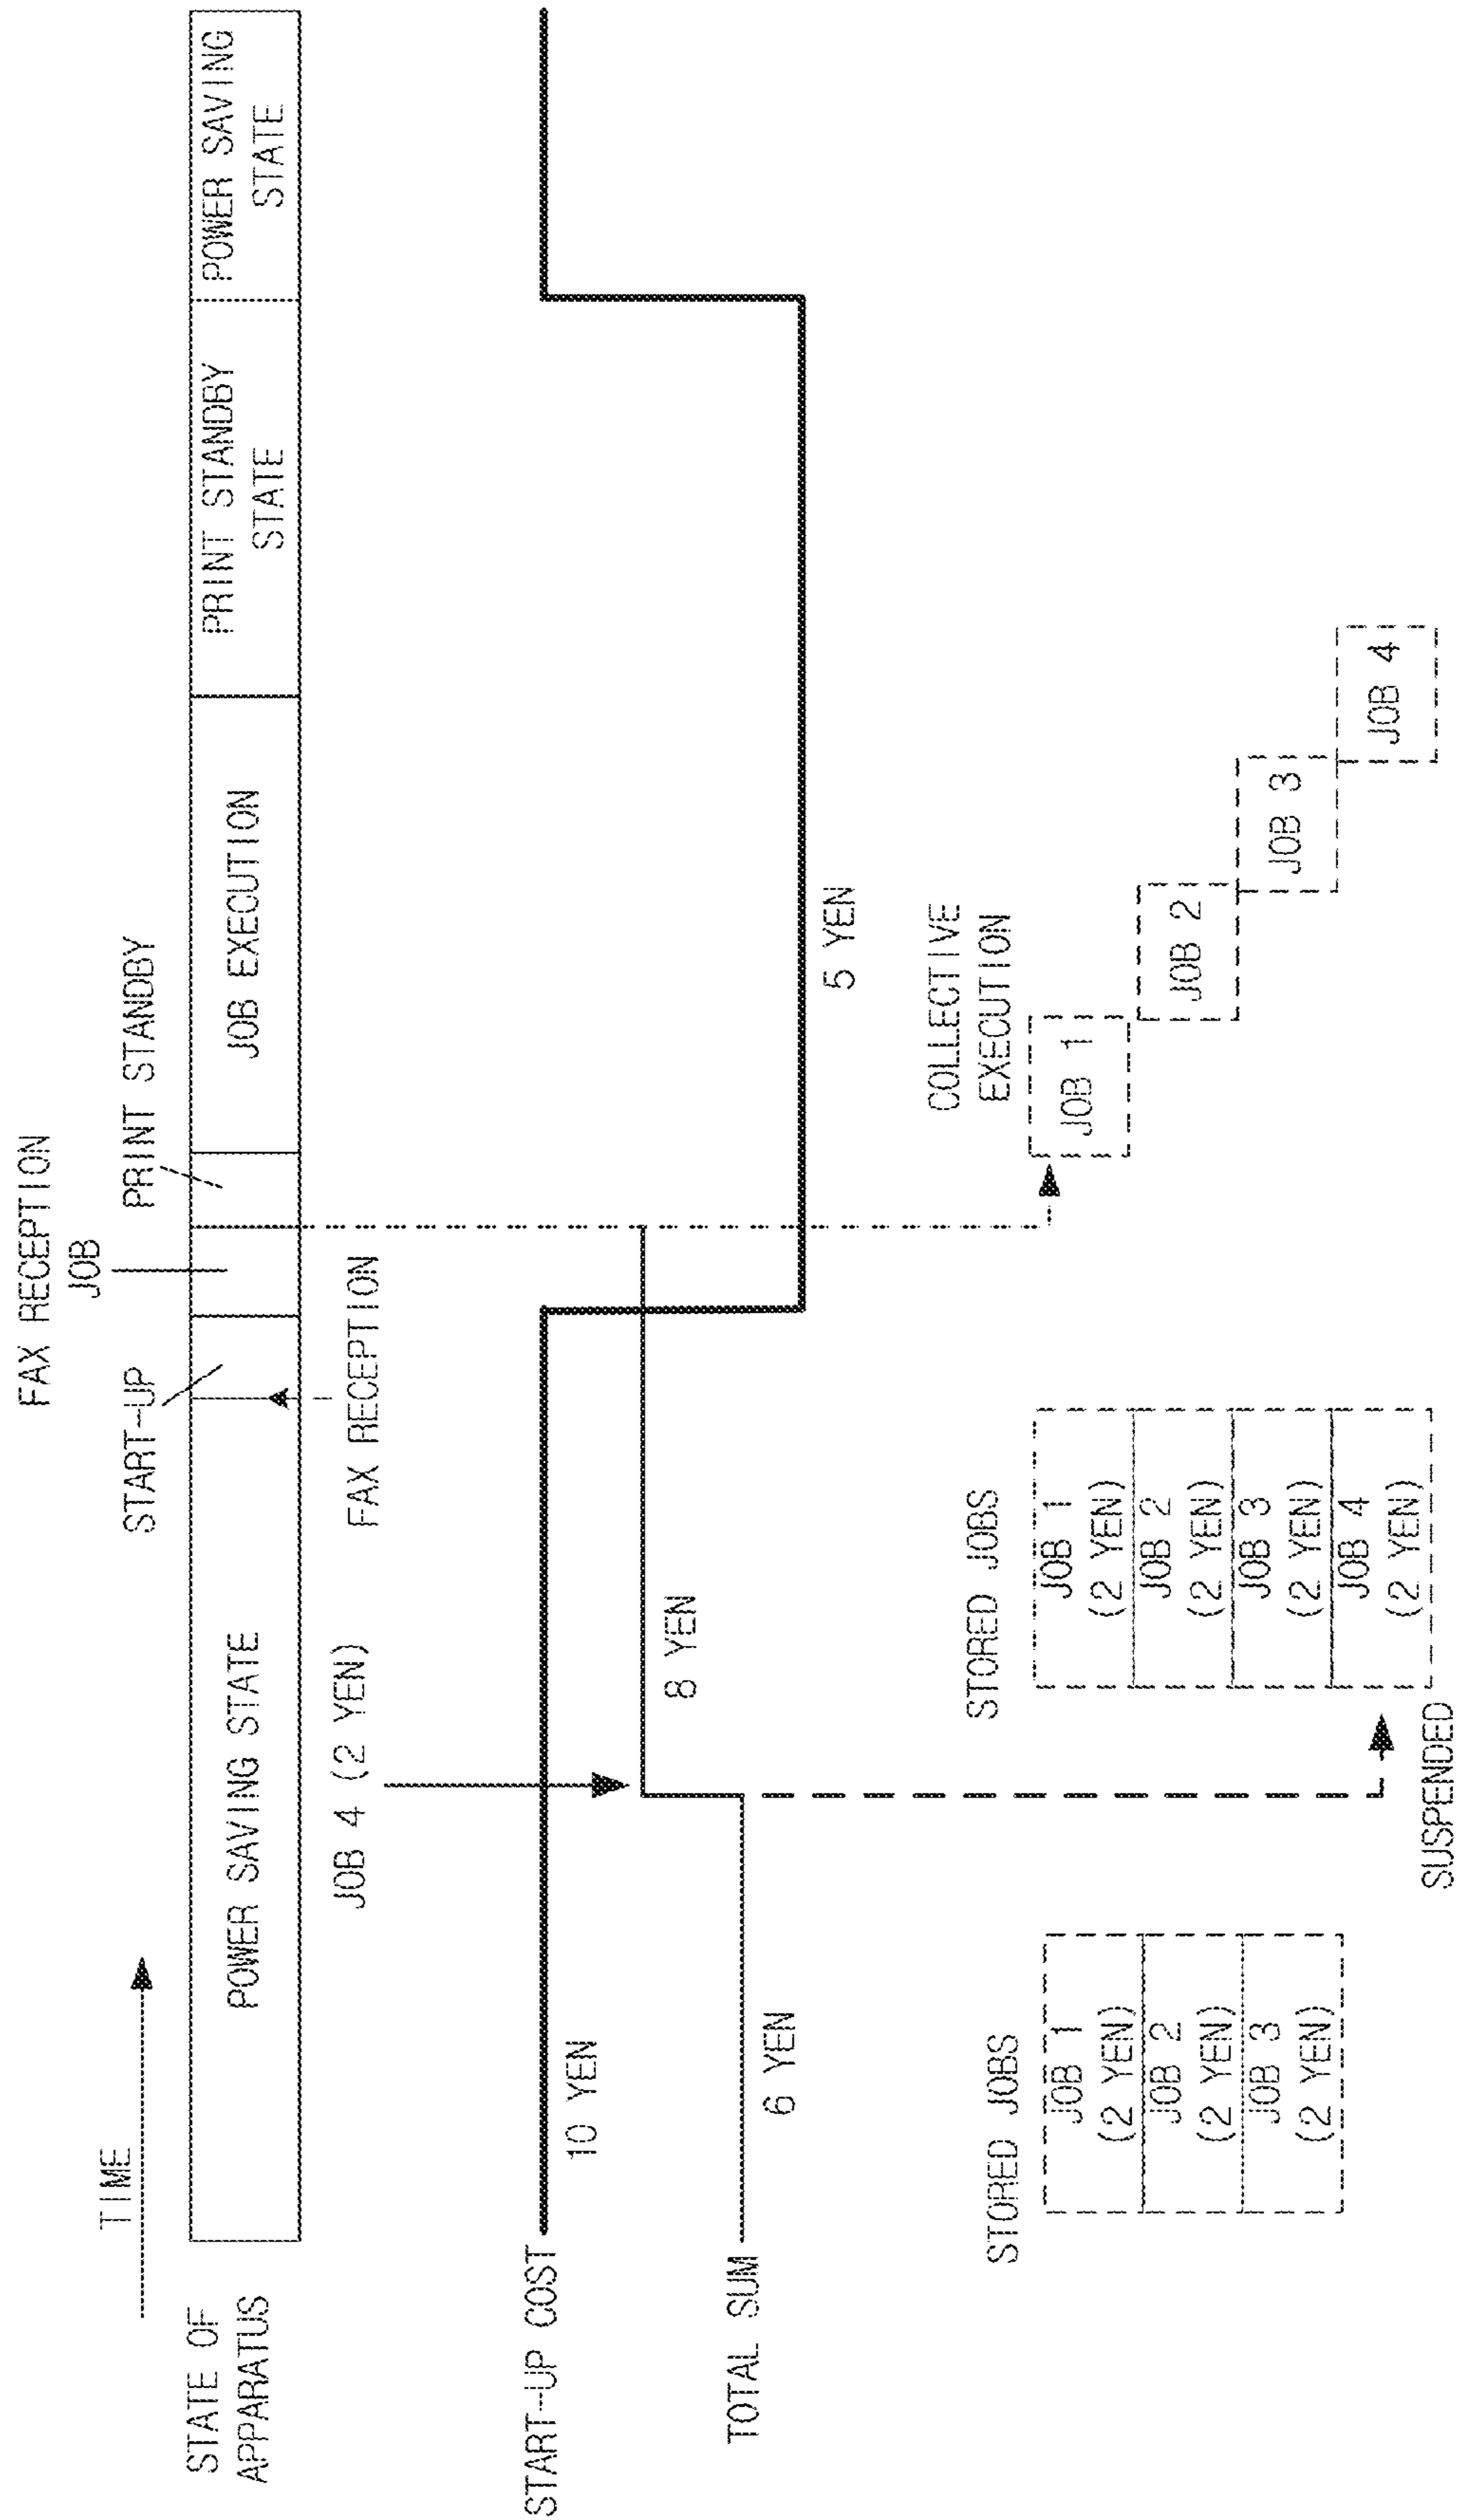 FAX RECEPTION
JOB
TIME
START-UP
PRINT STANDBY
STATE OF
APPARATUS
POWER SAVING STATE
JOB EXECUTION
PRINT STANDBY
STATE
POWER SAVING
STATE
JOB 4 (2 YEN)
FAX RECEPTION
START-UP COST
10 YEN
8 YEN
TOTAL SUM
6 YEN
5 YEN
COLLECTIVE
EXECUTION
STORED JOBS
JOB 1
(2 YEN)
JOB 2
(2 YEN)
JOB 3
(2 YEN)
STORED JOBS
JOB 1
(2 YEN)
JOB 2
(2 YEN)
JOB 3
(2 YEN)
JOB 4
(2 YEN)
SUSPENDED
JOB 1
JOB 2
JOB 3
JOB 4